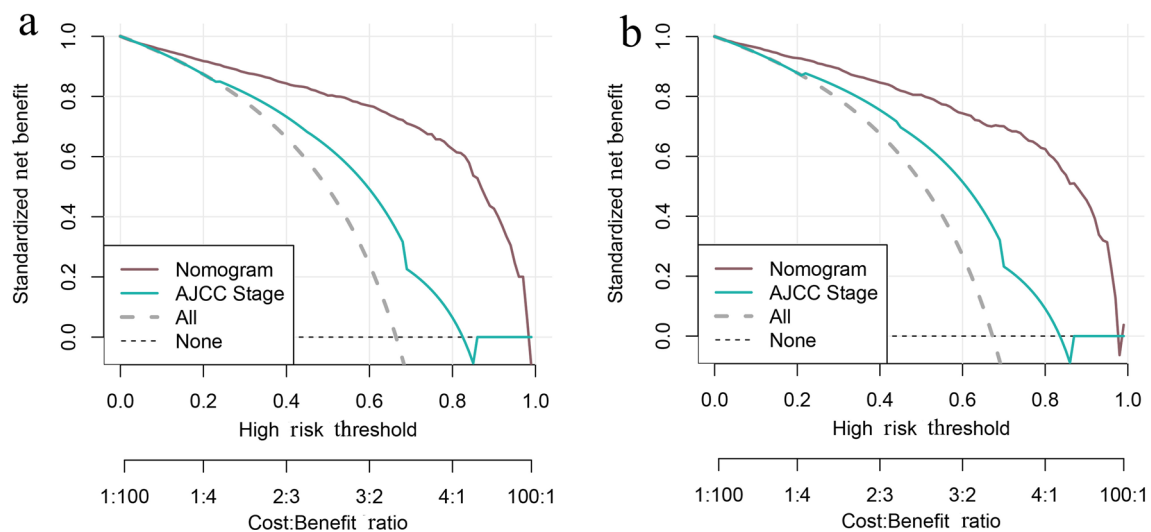 a
Standardized net benefit
1.0
0.8
0.6
0.4
0.2
0.0
Nomogram
AJCC Stage
All
None
0.0 0.2 0.4 0.6 0.8 1.0
High risk threshold
1:100 1:4 2:3 3:2 4:1 100:1
Cost:Benefit ratio
b
Standardized net benefit
1.0
0.8
0.6
0.4
0.2
0.0
Nomogram
AJCC Stage
All
None
0.0 0.2 0.4 0.6 0.8 1.0
High risk threshold
1:100 1:4 2:3 3:2 4:1 100:1
Cost:Benefit ratio